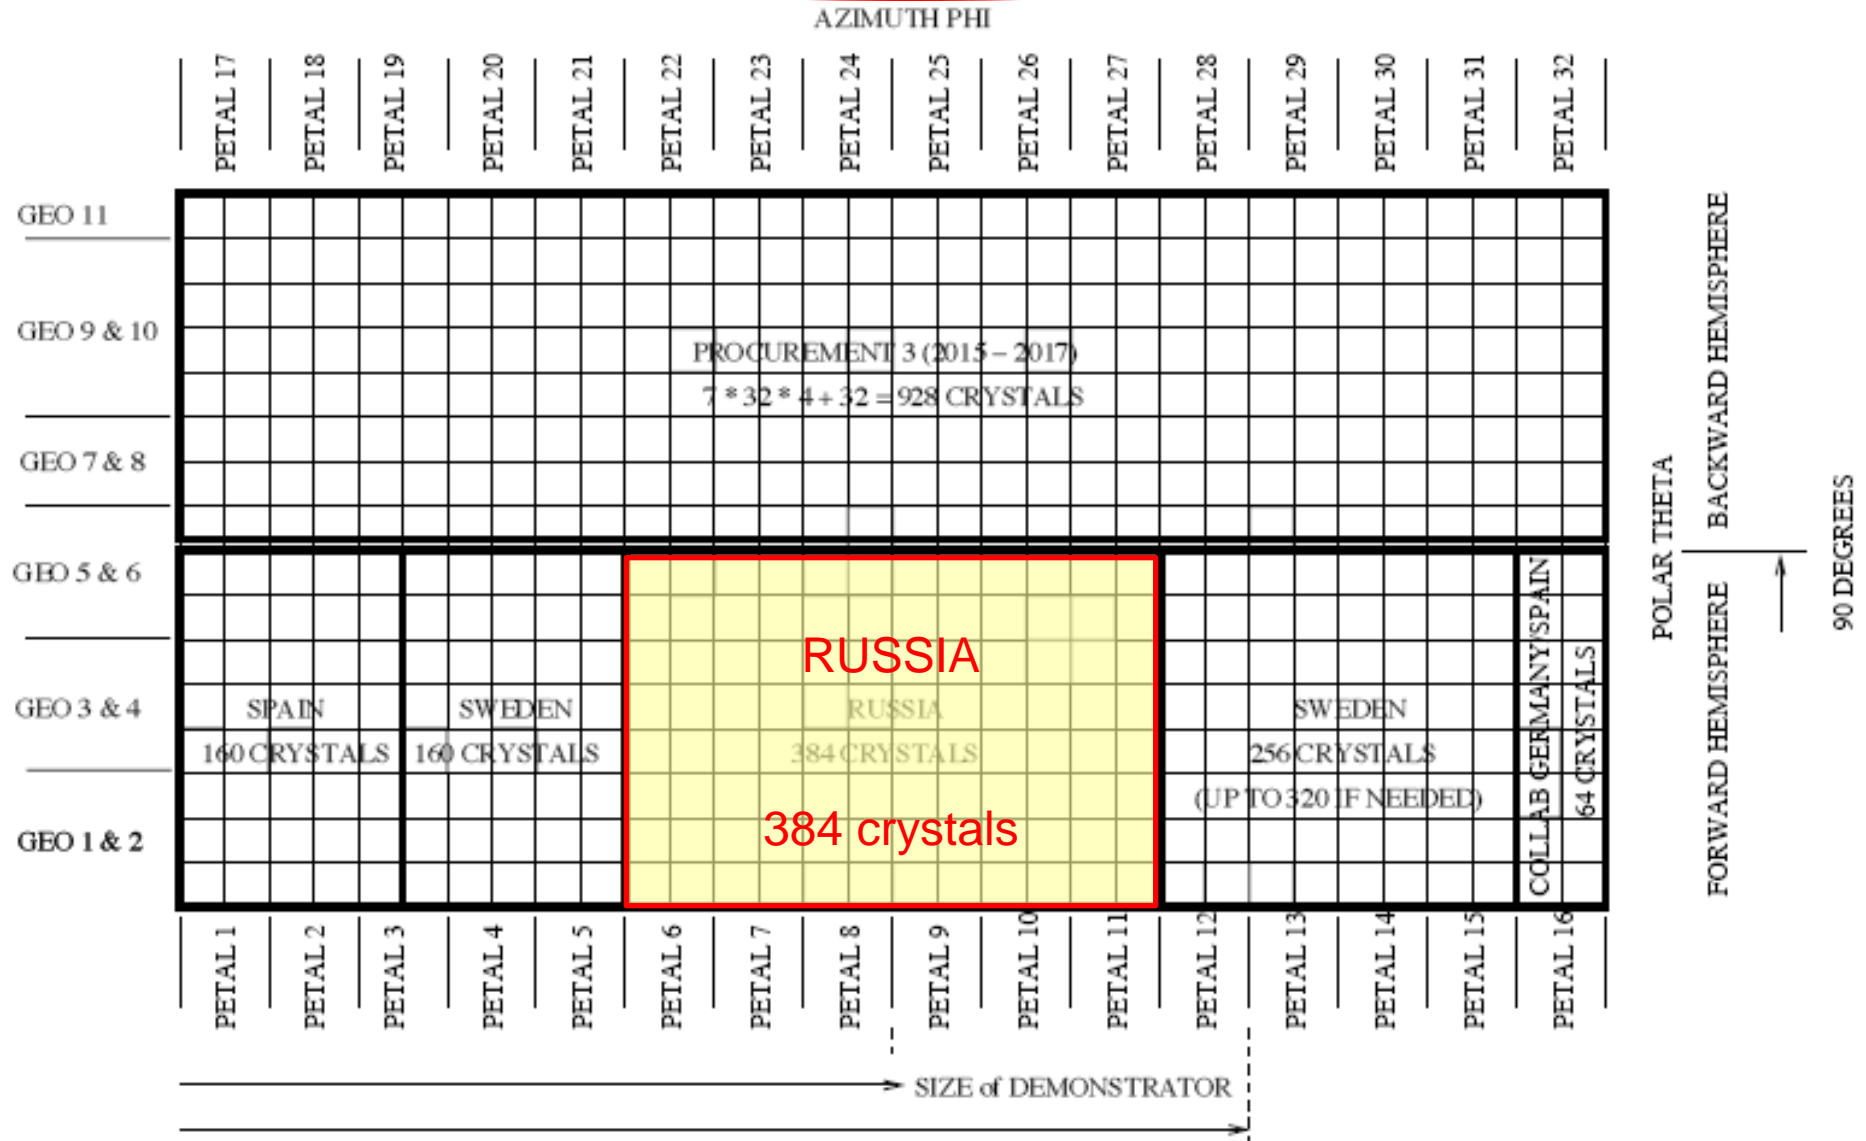 AZIMUTH PHI
PETAL 17
PETAL 18
PETAL 19
PETAL 20
PETAL 21
PETAL 22
PETAL 23
PETAL 24
PETAL 25
PETAL 26
PETAL 27
PETAL 28
PETAL 29
PETAL 30
PETAL 31
PETAL 32
GEO 11
GEO 9 & 10
GEO 7 & 8
GEO 5 & 6
GEO 3 & 4
GEO 1 & 2
PROCUREMENT 3 (2015 – 2017)
7 * 32 * 4 + 32 = 928 CRYSTALS
SPAIN
160 CRYSTALS
SWEDEN
160 CRYSTALS
RUSSIA
RUSSIA
384 CRYSTALS
384 crystals
SWEDEN
256 CRYSTALS
(UP TO 320 IF NEEDED)
COLLAB GERMANY/SPAIN
64 CRYSTALS
POLAR THETA
BACKWARD HEMISPHERE
FORWARD HEMISPHERE
90 DEGREES
PETAL 1
PETAL 2
PETAL 3
PETAL 4
PETAL 5
PETAL 6
PETAL 7
PETAL 8
PETAL 9
PETAL 10
PETAL 11
PETAL 12
PETAL 13
PETAL 14
PETAL 15
PETAL 16
SIZE of DEMONSTRATOR